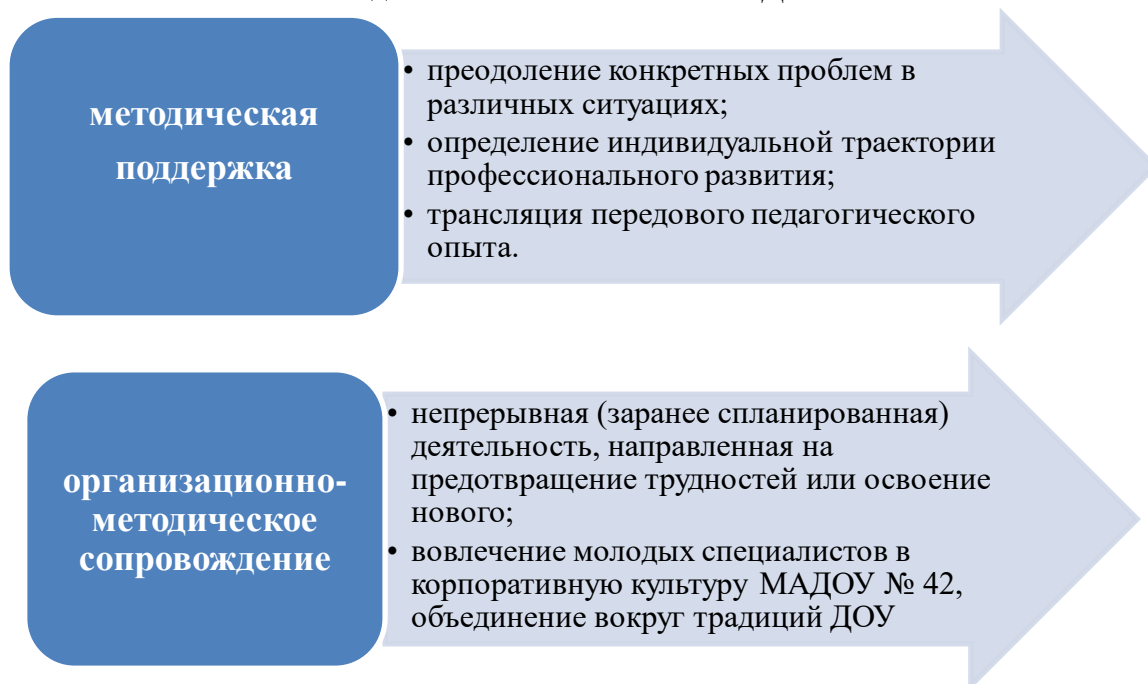 методическая
поддержка
• преодоление конкретных проблем в
различных ситуациях;
• определение индивидуальной траектории
профессионального развития;
• трансляция передового педагогического
опыта.
организационно-
методическое
сопровождение
• непрерывная (заранее спланированная)
деятельность, направленная на
предотвращение трудностей или освоение
нового;
• вовлечение молодых специалистов в
корпоративную культуру МАДОУ № 42,
объединение вокруг традиций ДОУ